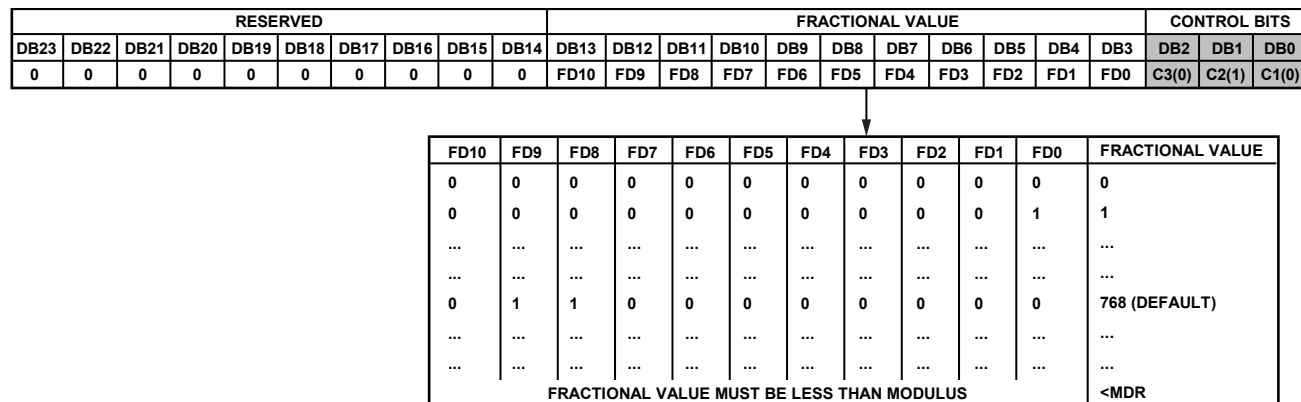 RESERVED FRACTIONAL VALUE CONTROL BITS
DB23 DB22 DB21 DB20 DB19 DB18 DB17 DB16 DB15 DB14 DB13 DB12 DB11 DB10 DB9 DB8 DB7 DB6 DB5 DB4 DB3 DB2 DB1 DB0
0 0 0 0 0 0 0 0 0 0 FD10 FD9 FD8 FD7 FD6 FD5 FD4 FD3 FD2 FD1 FD0 C3(0) C2(1) C1(0)
FD10 FD9 FD8 FD7 FD6 FD5 FD4 FD3 FD2 FD1 FD0 FRACTIONAL VALUE
0 0 0 0 0 0 0 0 0 0 0 0
0 0 0 0 0 0 0 0 0 0 1 1
... ... ... ... ... ... ... ... ... ... ... ...
... ... ... ... ... ... ... ... ... ... ... ...
0 1 1 0 0 0 0 0 0 0 0 768 (DEFAULT)
... ... ... ... ... ... ... ... ... ... ... ...
... ... ... ... ... ... ... ... ... ... ... ...
FRACTIONAL VALUE MUST BE LESS THAN MODULUS <MDR